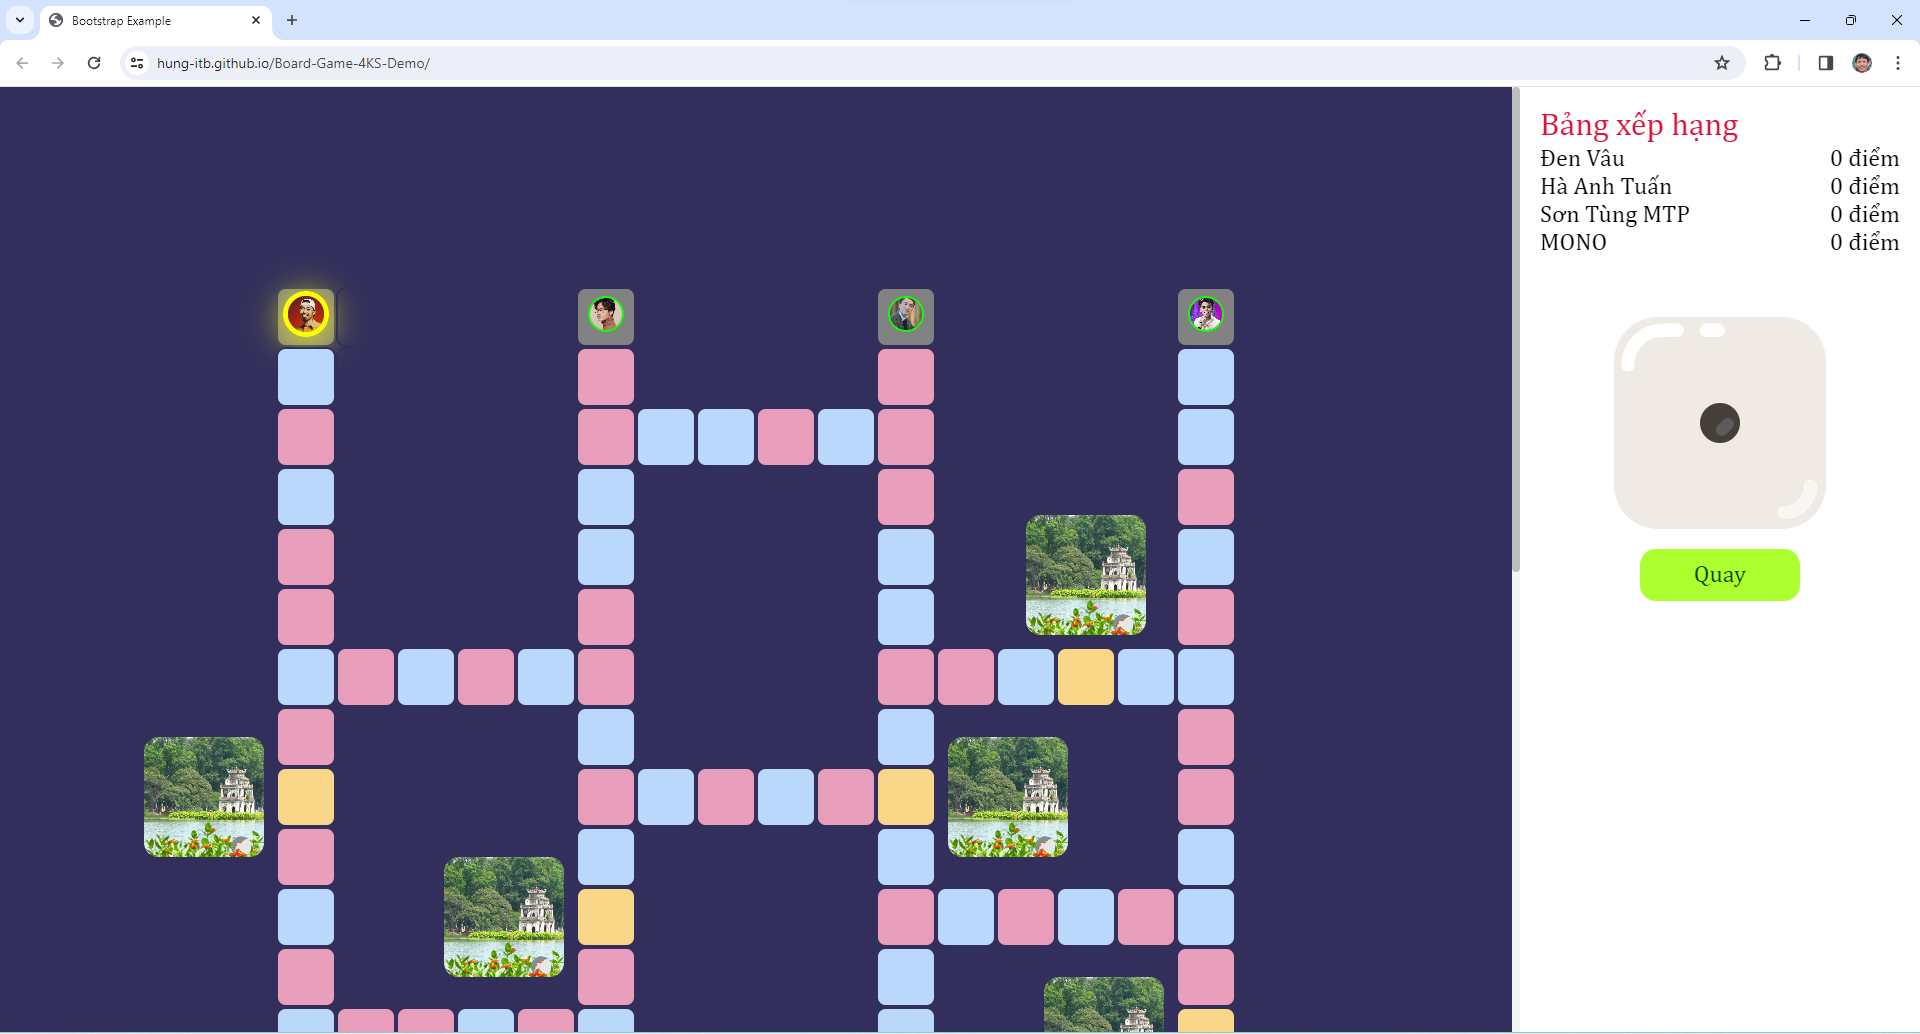 Bootstrap Example
hung-itb.github.io/Board-Game-4KS-Demo/
Bảng xếp hạng
Đen Vâu 0 điểm
Hà Anh Tuấn 0 điểm
Sơn Tùng MTP 0 điểm
MONO 0 điểm
Quay